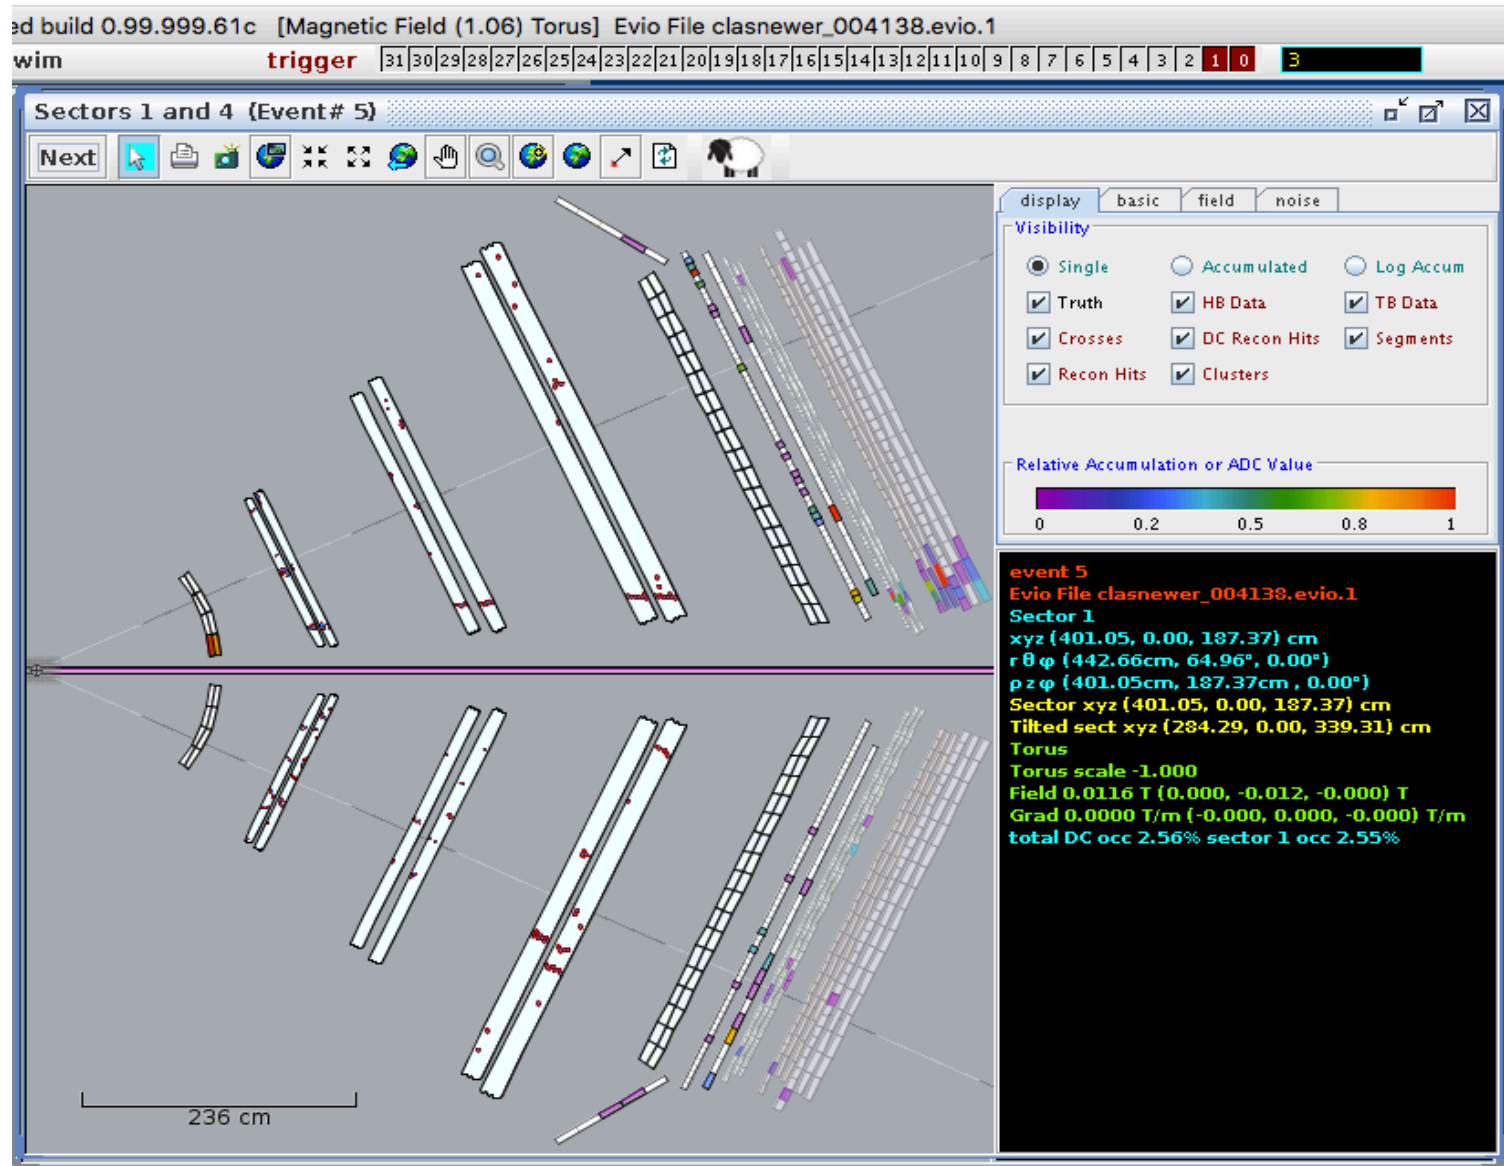 ed build 0.99.999.61c [Magnetic Field (1.06) Torus] Evio File clasnewer_004138.evio.1
wim trigger 31 30 29 28 27 26 25 24 23 22 21 20 19 18 17 16 15 14 13 12 11 10 9 8 7 6 5 4 3 2 1 0 3
Sectors 1 and 4 (Event# 5)
Next
display basic field noise
Visibility
Single Accumulated Log Accum
Truth HB Data TB Data
Crosses DC Recon Hits Segments
Recon Hits Clusters
Relative Accumulation or ADC Value
0 0.2 0.5 0.8 1
event 5
Evio File clasnewer_004138.evio.1
Sector 1
xyz (401.05, 0.00, 187.37) cm
r θ φ (442.66cm, 64.96°, 0.00°)
ρ z φ (401.05cm, 187.37cm , 0.00°)
Sector xyz (401.05, 0.00, 187.37) cm
Tilted sect xyz (284.29, 0.00, 339.31) cm
Torus
Torus scale -1.000
Field 0.0116 T (0.000, -0.012, -0.000) T
Grad 0.0000 T/m (-0.000, 0.000, -0.000) T/m
total DC occ 2.56% sector 1 occ 2.55%
236 cm